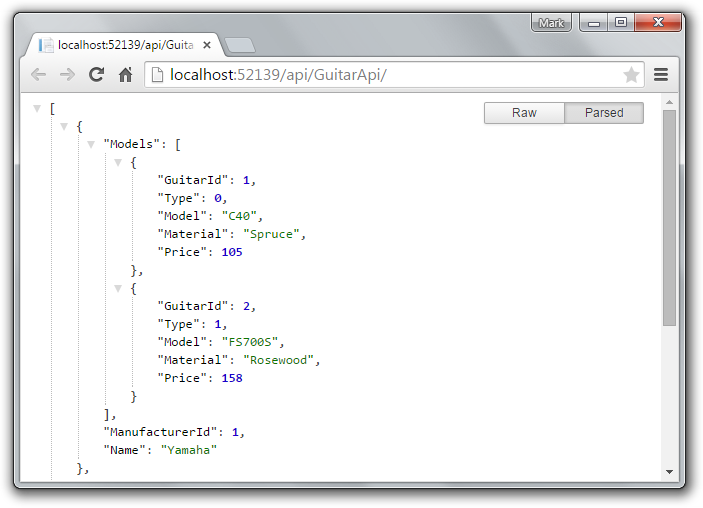 Mark
localhost:52139/api/Guita
localhost:52139/api/GuitarApi/
Raw Parsed
[
{
"Models": [
{
"GuitarId": 1,
"Type": 0,
"Model": "C40",
"Material": "Spruce",
"Price": 105
},
{
"GuitarId": 2,
"Type": 1,
"Model": "FS700S",
"Material": "Rosewood",
"Price": 158
}
],
"ManufacturerId": 1,
"Name": "Yamaha"
},